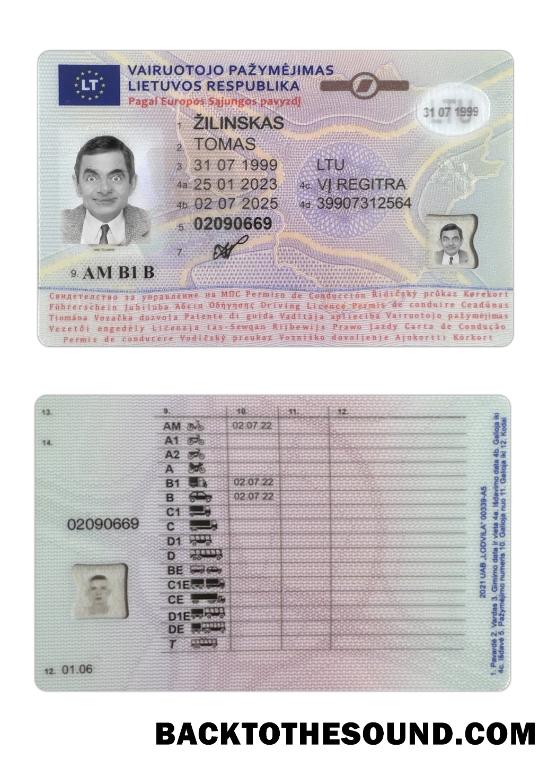 LT
VAIRUOTOJO PAŽYMĖJIMAS
LIETUVOS RESPUBLIKA
Pagal Europos Sąjungos pavyzdį
31 07 1999
ŽILINSKAS
2. TOMAS
3. 31 07 1999 LTU
4a 25 01 2023 4c. VĮ REGITRA
4b 02 07 2025 4d 39907312564
5. 02090669
7.
9. AM B1 B
Свидетелство за управление на МПС Permiso de Conducción Řidičský průkaz Kørekort
Führerschein Juhiluba Permis de conduire Ceadúnas
Tiomána Vozačka dozvola Patente di guida Vadītāja apliecība Vairuotojo pažymėjimas
Vezetői engedély Liċenzja tas-Sewqan Rijbewijs Prawo Jazdy Carta de Condução
Permis de conducere Vodičský preukaz Vozniško dovoljenje Ajokortti Körkort
13. 9. 10. 11. 12.
14.
AM 02.07.22
A1
A2
A
B1 02.07.22
B 02.07.22
C1
C
D1
D
BE
C1E
CE
D1E
DE
T
02090669
12. 01.06
2021 UAB „LODVILA“ 00339-A5
1. Pavardė 2. Vardas 3. Gimimo data ir vieta 4a. Išdavimo data 4b. Galioja iki
4c. Išdavė 5. Pažymėjimo numeris 10. Galioja nuo 11. Galioja iki 12. Kodai
BACKTOTHESOUND.COM